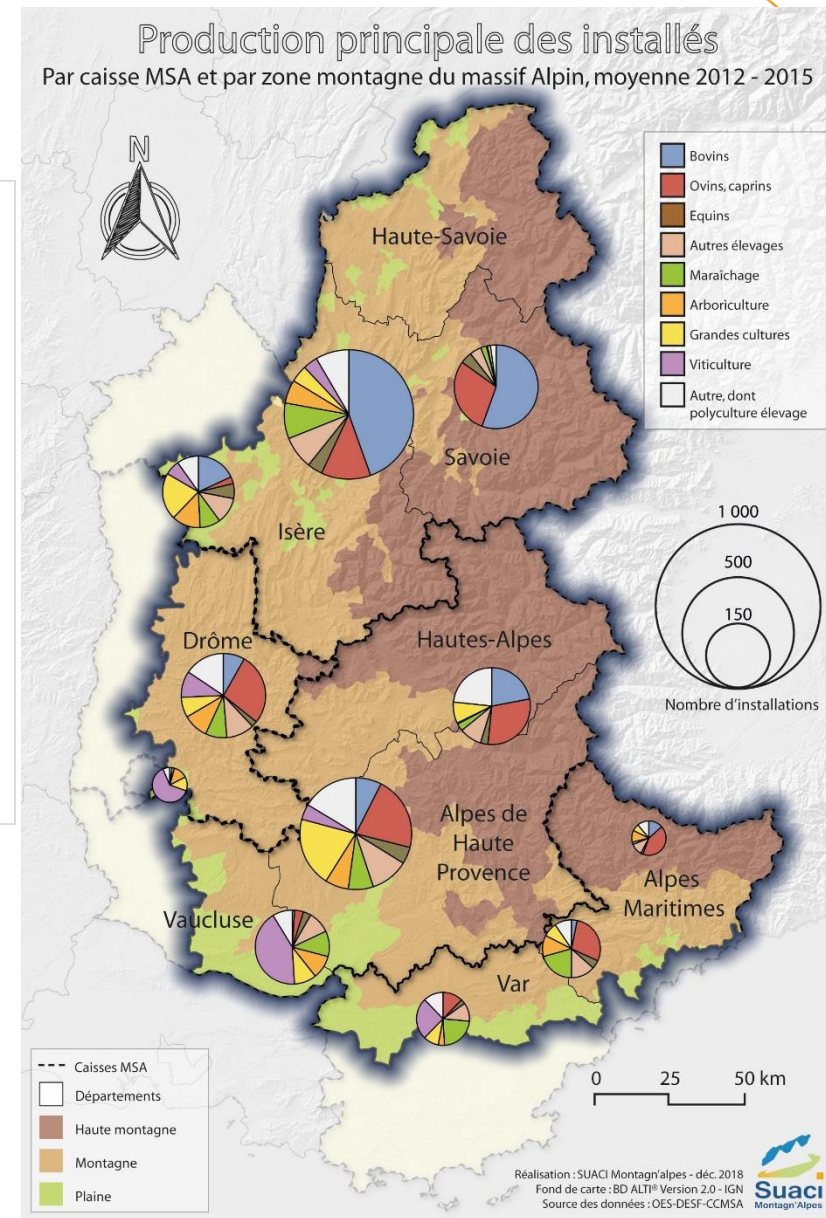 Production principale des installés
Par caisse MSA et par zone montagne du massif Alpin, moyenne 2012 - 2015
N
Bovins
Ovins, caprins
Equins
Autres élevages
Maraîchage
Arboriculture
Grandes cultures
Viticulture
Autre, dont
polyculture élevage
Haute-Savoie
Savoie
Isère
1 000
500
150
Nombre d'installations
Drôme
Hautes-Alpes
Alpes de
Haute
Provence
Alpes
Maritimes
Vaucluse
Var
Caisses MSA
Départements
Haute montagne
Montagne
Plaine
0 25 50 km
Réalisation : SUACI Montagn'alpes - déc. 2018
Fond de carte : BD ALTI® Version 2.0 - IGN
Source des données : OES-DESF-CCMSA
Suaci
Montagn'Alpes